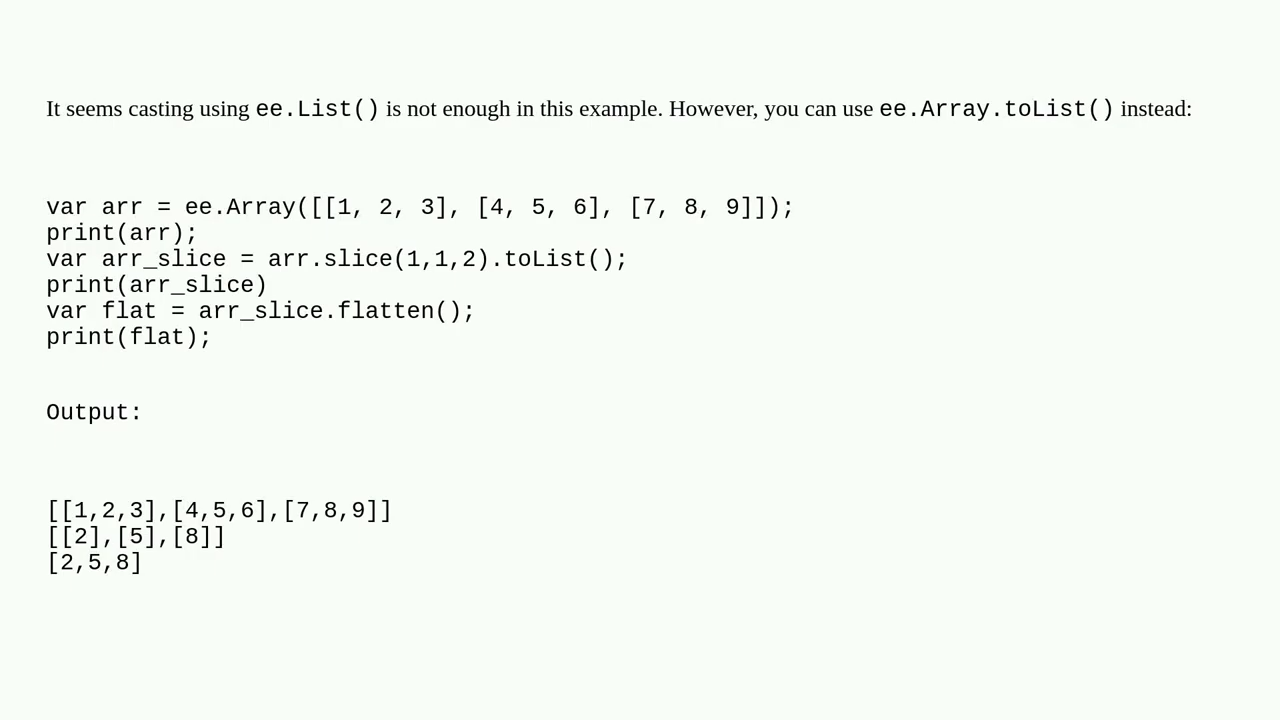 It seems casting using ee.List() is not enough in this example. However, you can use ee.Array.toList() instead:
var arr = ee.Array([[1, 2, 3], [4, 5, 6], [7, 8, 9]]);
print(arr);
var arr_slice = arr.slice(1,1,2).toList();
print(arr_slice)
var flat = arr_slice.flatten();
print(flat);
Output:
[[1,2,3],[4,5,6],[7,8,9]]
[[2],[5],[8]]
[2,5,8]